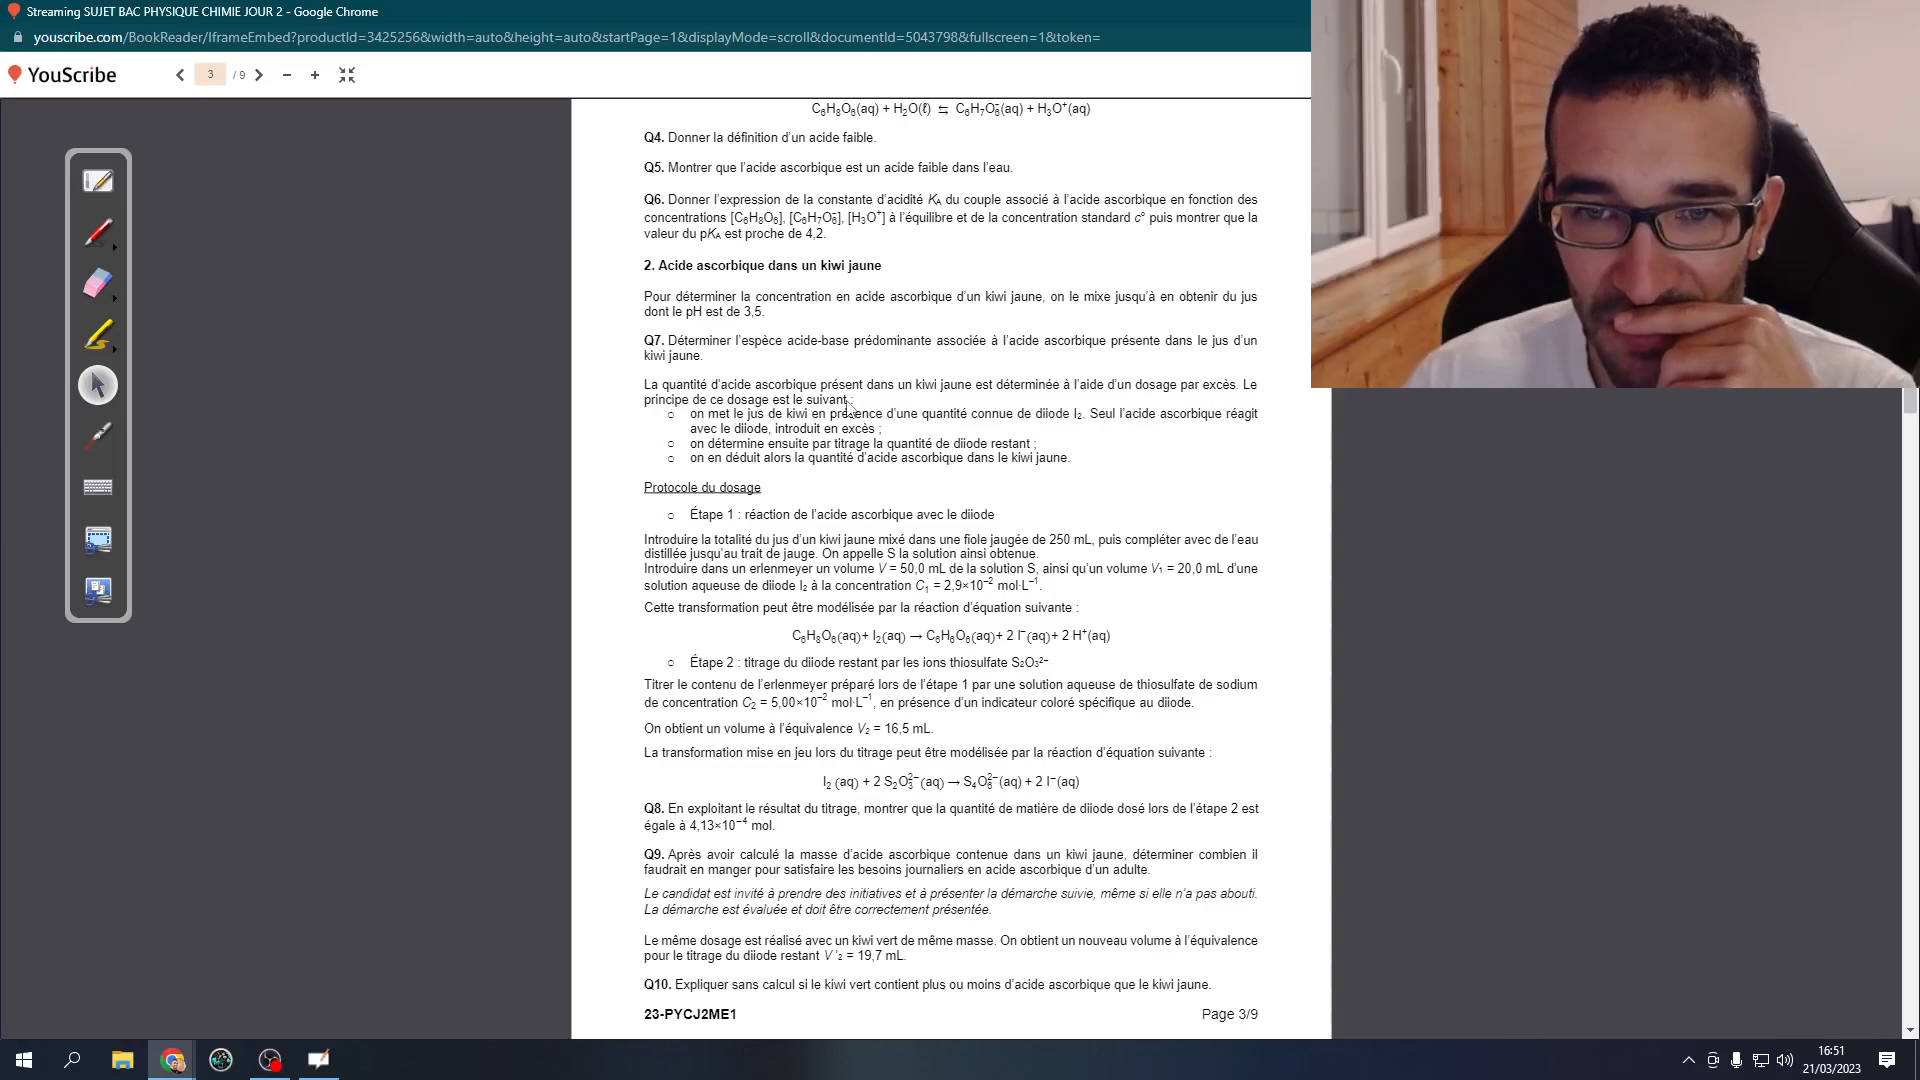 Streaming SUJET BAC PHYSIQUE CHIMIE JOUR 2 - Google Chrome
youscribe.com/BookReader/IframeEmbed?productId=3425256&width=auto&height=auto&startPage=1&displayMode=scroll&documentId=5043798&fullscreen=1&token=
YouScribe 3 / 9
C₆H₈O₆(aq) + H₂O(ℓ) ⇆ C₆H₇O₆⁻(aq) + H₃O⁺(aq)
Q4. Donner la définition d'un acide faible.
Q5. Montrer que l'acide ascorbique est un acide faible dans l'eau.
Q6. Donner l'expression de la constante d'acidité KA du couple associé à l'acide ascorbique en fonction des
concentrations [C₆H₈O₆], [C₆H₇O₆⁻], [H₃O⁺] à l'équilibre et de la concentration standard c° puis montrer que la
valeur du pKA est proche de 4,2.
2. Acide ascorbique dans un kiwi jaune
Pour déterminer la concentration en acide ascorbique d'un kiwi jaune, on le mixe jusqu'à en obtenir du jus
dont le pH est de 3,5.
Q7. Déterminer l'espèce acide-base prédominante associée à l'acide ascorbique présente dans le jus d'un
kiwi jaune.
La quantité d'acide ascorbique présent dans un kiwi jaune est déterminée à l'aide d'un dosage par excès. Le
principe de ce dosage est le suivant :
○ on met le jus de kiwi en présence d'une quantité connue de diiode I₂. Seul l'acide ascorbique réagit
avec le diiode, introduit en excès ;
○ on détermine ensuite par titrage la quantité de diiode restant ;
○ on en déduit alors la quantité d'acide ascorbique dans le kiwi jaune.
Protocole du dosage
○ Étape 1 : réaction de l'acide ascorbique avec le diiode
Introduire la totalité du jus d'un kiwi jaune mixé dans une fiole jaugée de 250 mL, puis compléter avec de l'eau
distillée jusqu'au trait de jauge. On appelle S la solution ainsi obtenue.
Introduire dans un erlenmeyer un volume V = 50,0 mL de la solution S, ainsi qu'un volume V₁ = 20,0 mL d'une
solution aqueuse de diiode I₂ à la concentration C₁ = 2,9×10⁻² mol·L⁻¹.
Cette transformation peut être modélisée par la réaction d'équation suivante :
C₆H₈O₆(aq)+ I₂(aq) → C₆H₆O₆(aq)+ 2 I⁻(aq)+ 2 H⁺(aq)
○ Étape 2 : titrage du diiode restant par les ions thiosulfate S₂O₃²⁻
Titrer le contenu de l'erlenmeyer préparé lors de l'étape 1 par une solution aqueuse de thiosulfate de sodium
de concentration C₂ = 5,00×10⁻² mol·L⁻¹, en présence d'un indicateur coloré spécifique au diiode.
On obtient un volume à l'équivalence V₂ = 16,5 mL.
La transformation mise en jeu lors du titrage peut être modélisée par la réaction d'équation suivante :
I₂ (aq) + 2 S₂O₃²⁻(aq) → S₄O₆²⁻(aq) + 2 I⁻(aq)
Q8. En exploitant le résultat du titrage, montrer que la quantité de matière de diiode dosé lors de l'étape 2 est
égale à 4,13×10⁻⁴ mol.
Q9. Après avoir calculé la masse d'acide ascorbique contenue dans un kiwi jaune, déterminer combien il
faudrait en manger pour satisfaire les besoins journaliers en acide ascorbique d'un adulte.
Le candidat est invité à prendre des initiatives et à présenter la démarche suivie, même si elle n'a pas abouti.
La démarche est évaluée et doit être correctement présentée.
Le même dosage est réalisé avec un kiwi vert de même masse. On obtient un nouveau volume à l'équivalence
pour le titrage du diiode restant V'₂ = 19,7 mL.
Q10. Expliquer sans calcul si le kiwi vert contient plus ou moins d'acide ascorbique que le kiwi jaune.
23-PYCJ2ME1 Page 3/9
16:51
21/03/2023